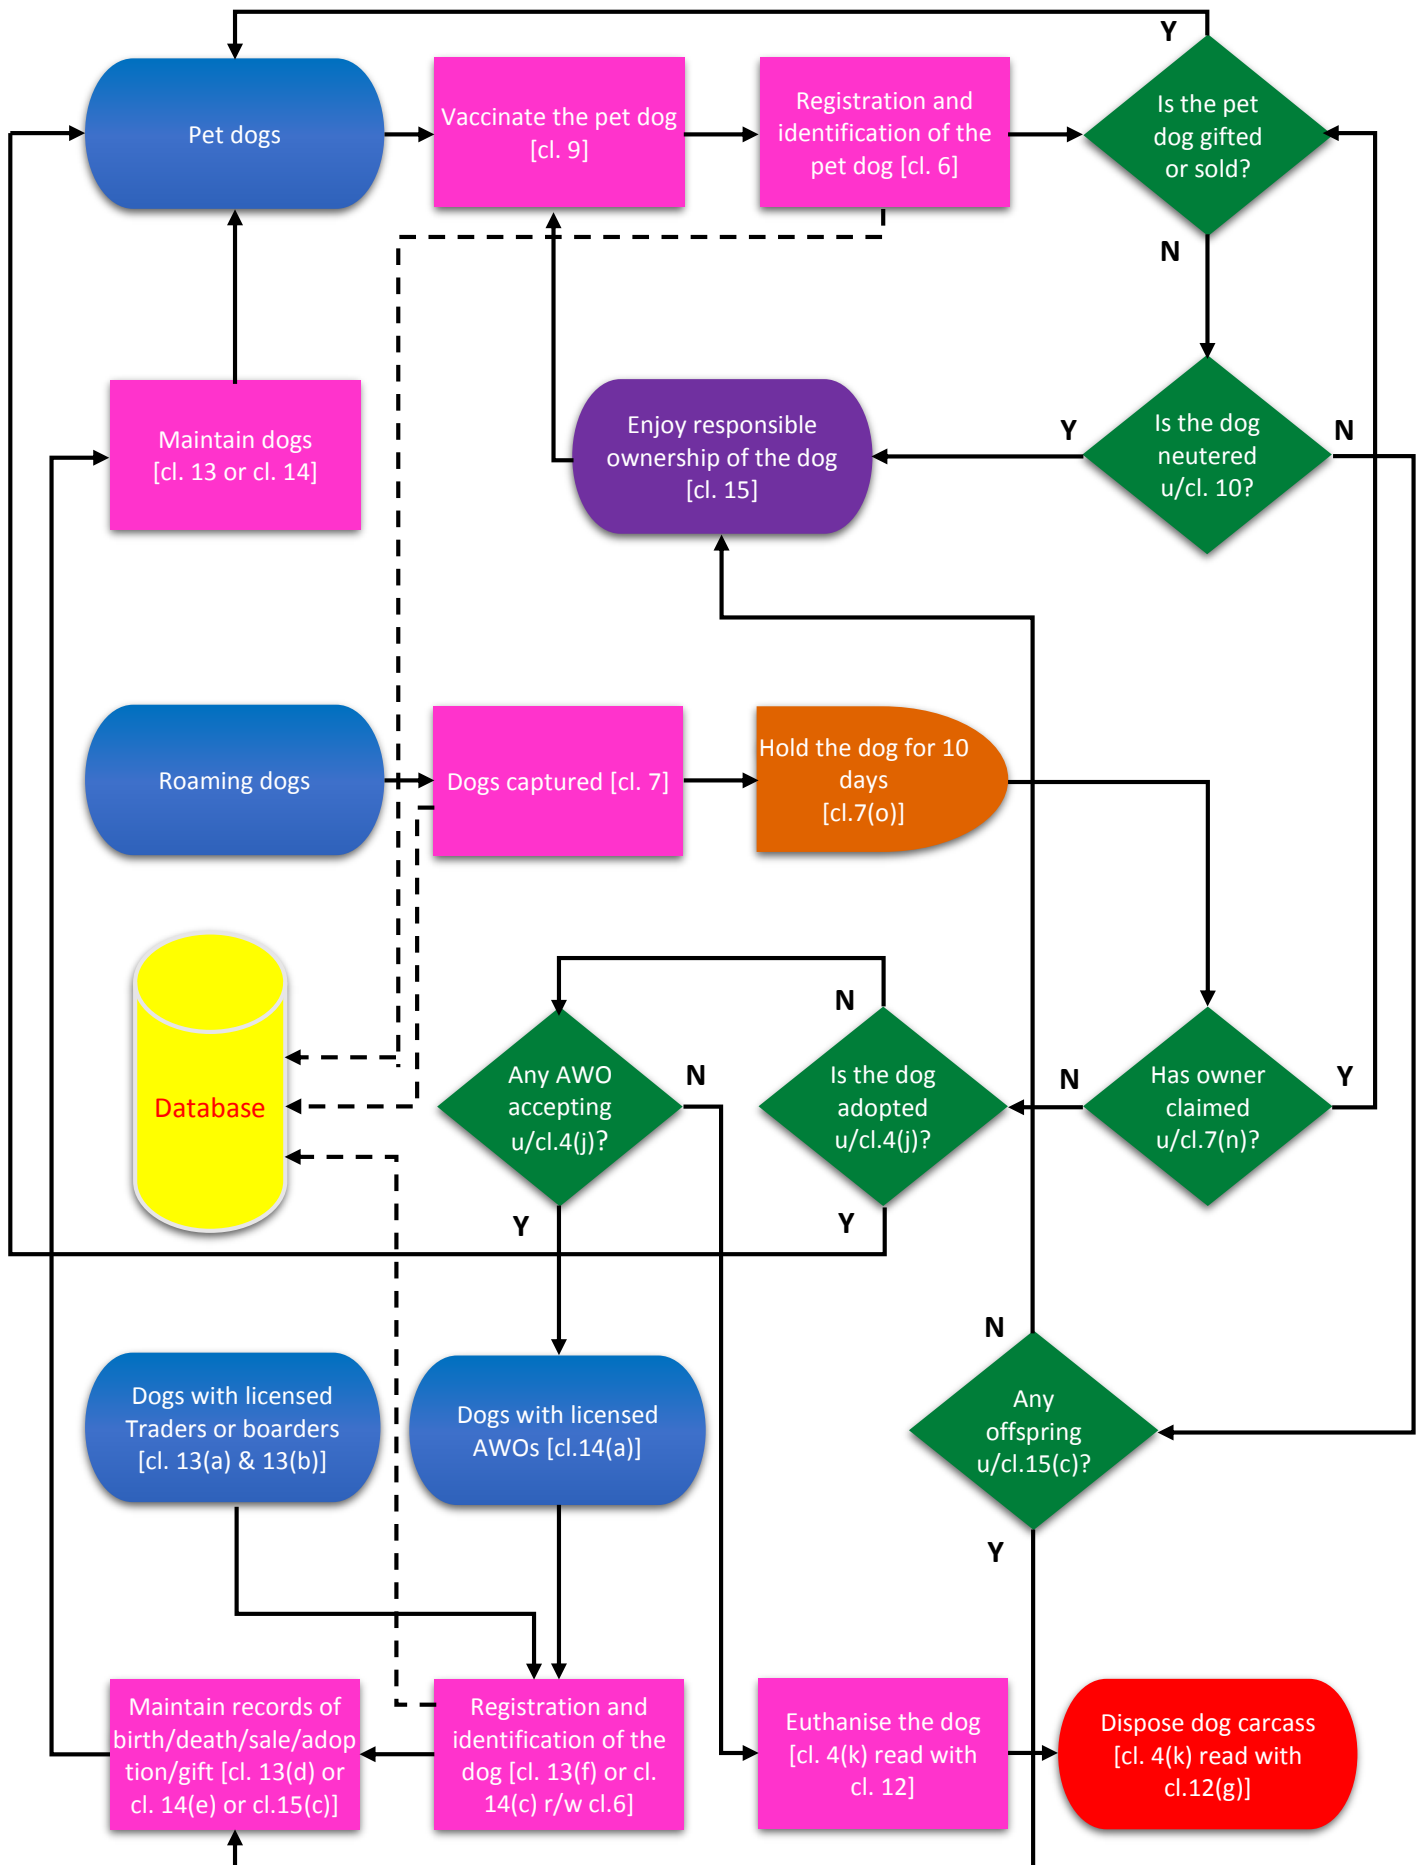 Y
Pet dogs
Vaccinate the pet dog
[cl. 9]
Registration and
identification of the
pet dog [cl. 6]
Is the pet
dog gifted
or sold?
N
Maintain dogs
[cl. 13 or cl. 14]
Enjoy responsible
ownership of the dog
[cl. 15]
Y
Is the dog
neutered
u/cl. 10?
N
Roaming dogs
Dogs captured [cl. 7]
Hold the dog for 10
days
[cl.7(o)]
Database
Any AWO
accepting
u/cl.4(j)?
N
Y
N
Is the dog
adopted
u/cl.4(j)?
Y
N
Has owner
claimed
u/cl.7(n)?
Y
Dogs with licensed
Traders or boarders
[cl. 13(a) & 13(b)]
Dogs with licensed
AWOs [cl.14(a)]
N
Any
offspring
u/cl.15(c)?
Y
Maintain records of
birth/death/sale/adop
tion/gift [cl. 13(d) or
cl. 14(e) or cl.15(c)]
Registration and
identification of the
dog [cl. 13(f) or cl.
14(c) r/w cl.6]
Euthanise the dog
[cl. 4(k) read with
cl. 12]
Dispose dog carcass
[cl. 4(k) read with
cl.12(g)]